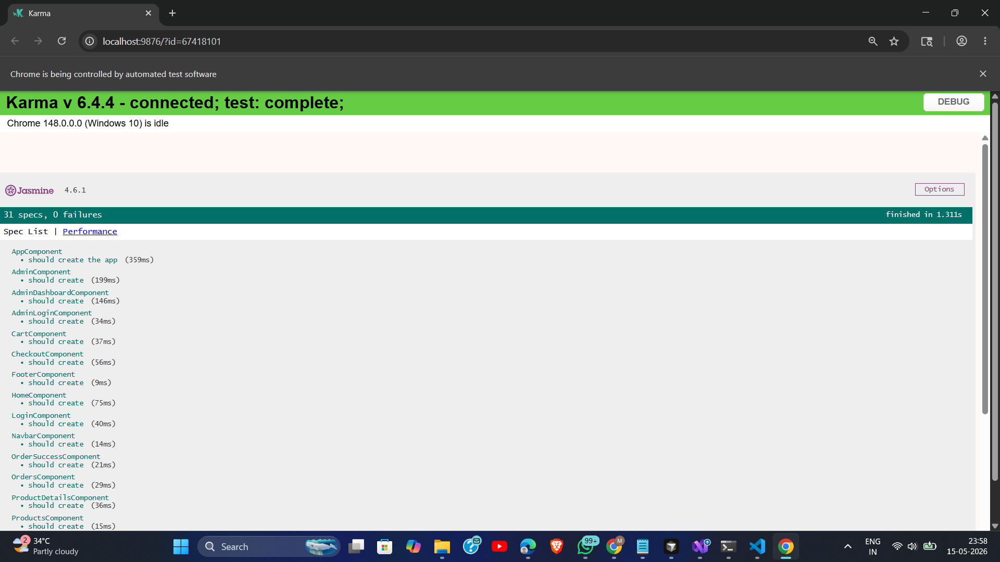 Karma
localhost:9876/?id=67418101
Chrome is being controlled by automated test software
Karma v 6.4.4 - connected; test: complete;
DEBUG
Chrome 148.0.0.0 (Windows 10) is idle
Jasmine 4.6.1
Options
31 specs, 0 failures
finished in 1.311s
Spec List | Performance
AppComponent
• should create the app (359ms)
AdminComponent
• should create (199ms)
AdminDashboardComponent
• should create (146ms)
AdminLoginComponent
• should create (34ms)
CartComponent
• should create (37ms)
CheckoutComponent
• should create (56ms)
FooterComponent
• should create (9ms)
HomeComponent
• should create (75ms)
LoginComponent
• should create (40ms)
NavbarComponent
• should create (14ms)
OrderSuccessComponent
• should create (21ms)
OrdersComponent
• should create (29ms)
ProductDetailsComponent
• should create (36ms)
ProductsComponent
• should create (15ms)
2
34°C
Partly cloudy
Search
99+
M
ENG
IN
23:58
15-05-2026